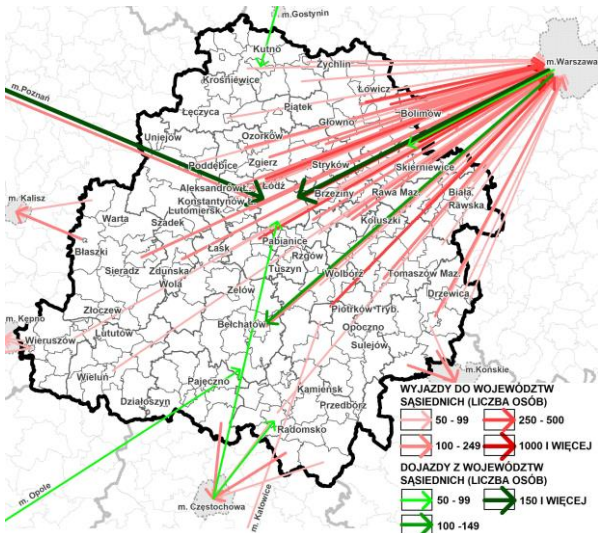 m.Gostynin
Kutno
Żychlin
m.Warszawa
Krośniewice
m.Poznań
Łowicz
Łęczyca
Piątek
Bolimów
Głowno
Uniejów
Ozorków
Zgierz
Stryków
Skierniewice
Poddębice
Aleksandrów Ł.
Łódź
Brzeziny
Rawa Maz.
Biała
Rawska
Konstantynów Ł.
Lutomiersk
m. Kalisz
Warta
Szadek
Koluszki
Pabianice
Błaszki
Łask
Rzgów
Sieradz
Zduńska
Wola
Tuszyn
Wolbórz
Tomaszów Maz.
Zelów
Drzewica
Złoczew
Piotrków Tryb.
m. Kępno
Lututów
Bełchatów
Opoczno
Wieruszów
Sulejów
Wieluń
Pajęczno
m.Końskie
Kamieńsk
Działoszyn
Przedbórz
Radomsko
m. Opole
m. Częstochowa
m. Katowice
WYJAZDY DO WOJEWÓDZTW
SĄSIEDNICH (LICZBA OSÓB)
50 - 99
250 - 500
100 - 249
1000 I WIĘCEJ
DOJAZDY Z WOJEWÓDZTW
SĄSIEDNICH (LICZBA OSÓB)
50 - 99
150 I WIĘCEJ
100 -149